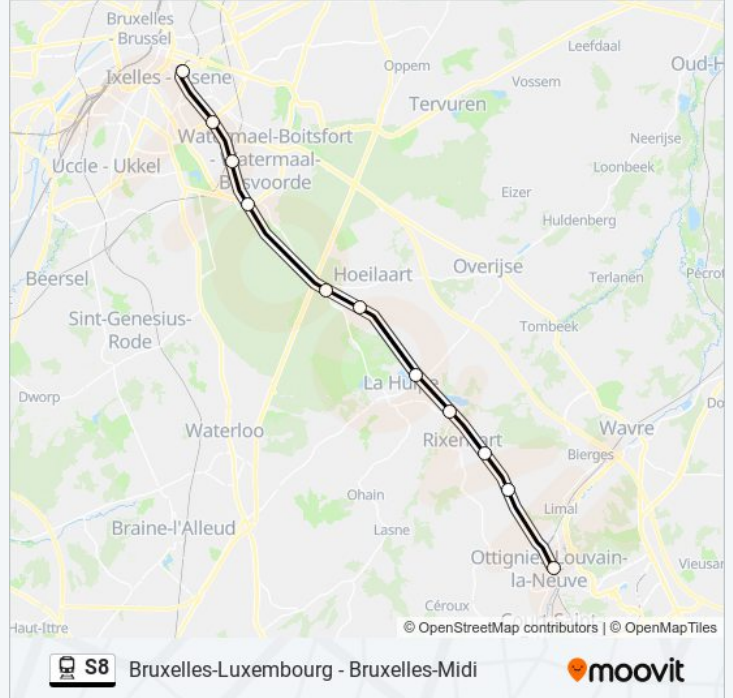 Bruxelles
- Brussel
Leefdaal
Ixelles - Elsene
Oppem
Oud-H
Vossem
Tervuren
Watermael-Boitsfort
- Watermaal-
Bosvoorde
Neerijse
Uccle - Ukkel
Loonbeek
Eizer
Huldenberg
Beersel
Hoeilaart
Overijse
Terlanen
Pécrot
Sint-Genesius-
Rode
Tombeek
Dworp
La Hulpe
Do
Waterloo
Rixensart
Wavre
Bierges
Ohain
Limal
Braine-l'Alleud
Lasne
Ottignies-Louvain-
la-Neuve
Vieusar
Céroux
Court-Saint-
Haut-Ittre
© OpenStreetMap contributors | © OpenMapTiles
S8 Bruxelles-Luxembourg - Bruxelles-Midi
moovit